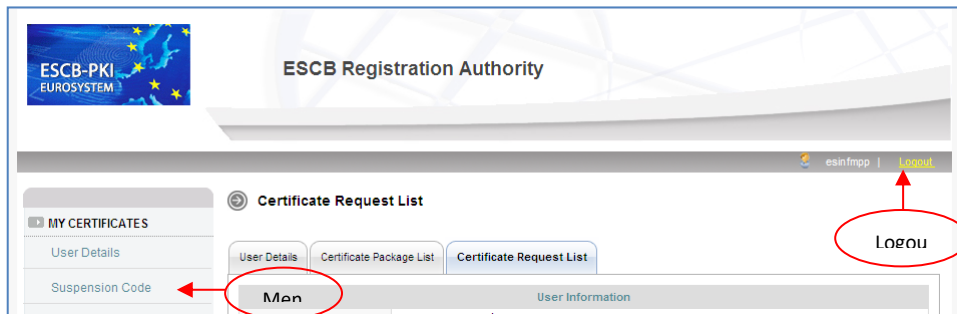 ESCB-PKI
EUROSYSTEM
ESCB Registration Authority
esinfmpp | Logout
Certificate Request List
MY CERTIFICATES
User Details
Suspension Code
User Details Certificate Package List Certificate Request List
User Information
Logou
Men